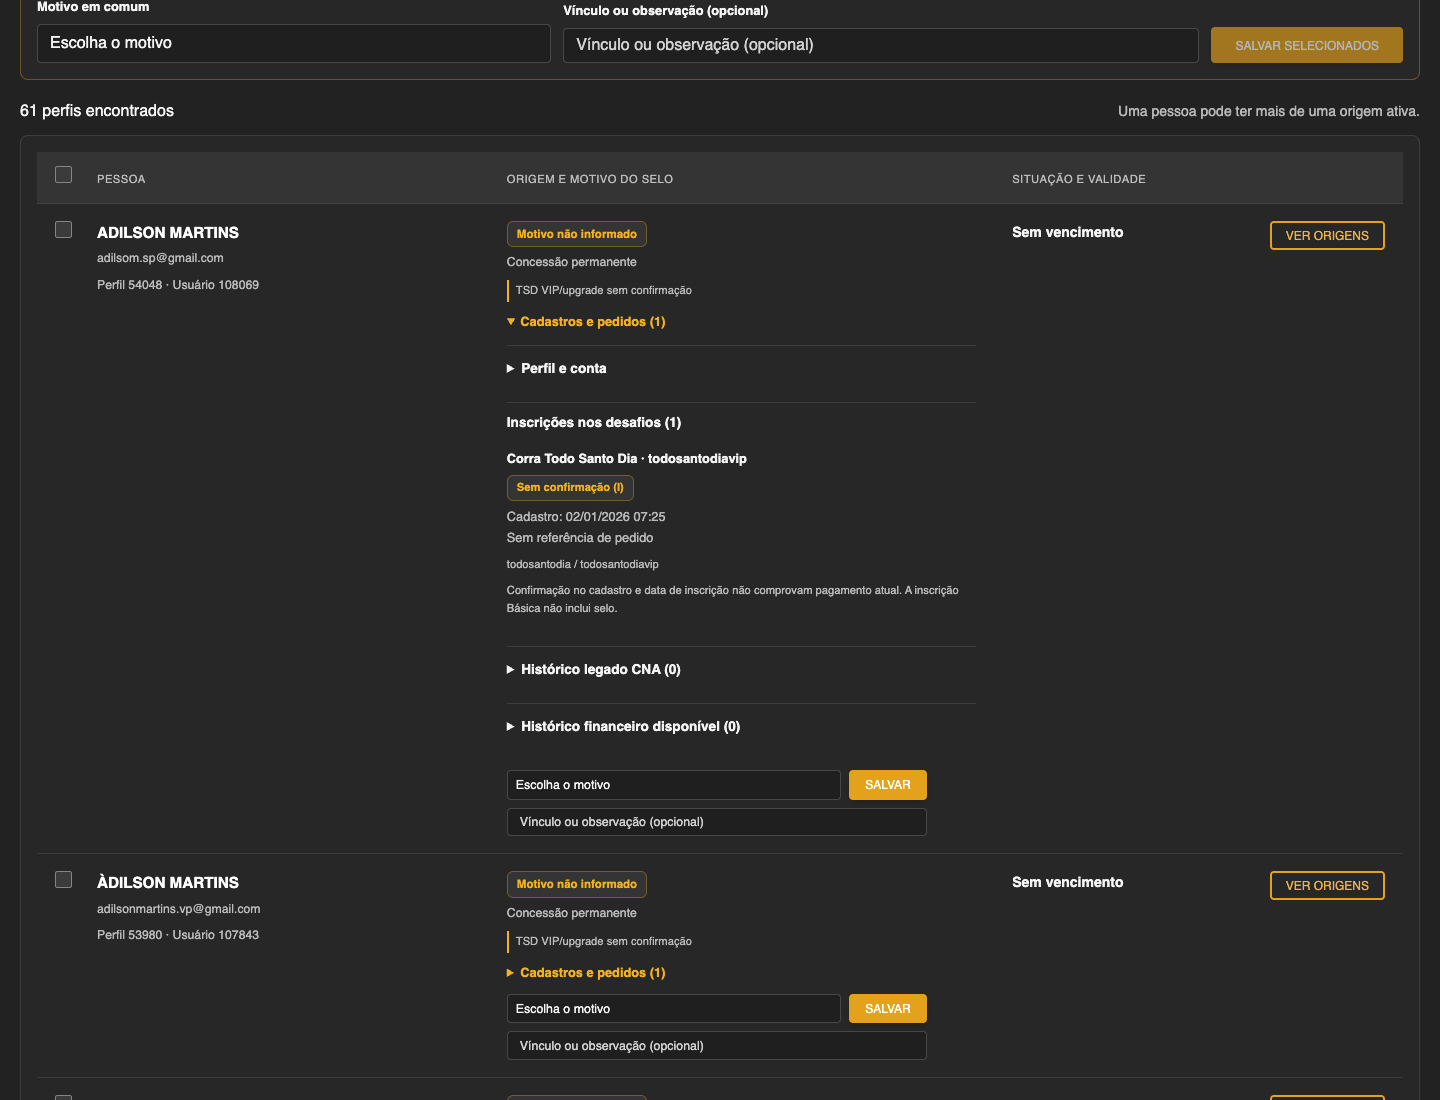 Motivo em comum
Vínculo ou observação (opcional)
Escolha o motivo
Vínculo ou observação (opcional)
SALVAR SELECIONADOS
61 perfis encontrados
Uma pessoa pode ter mais de uma origem ativa.
PESSOA
ORIGEM E MOTIVO DO SELO
SITUAÇÃO E VALIDADE
ADILSON MARTINS
adilsom.sp@gmail.com
Perfil 54048 · Usuário 108069
Motivo não informado
Concessão permanente
TSD VIP/upgrade sem confirmação
Cadastros e pedidos (1)
Perfil e conta
Inscrições nos desafios (1)
Corra Todo Santo Dia · todosantodiavip
Sem confirmação (I)
Cadastro: 02/01/2026 07:25
Sem referência de pedido
todosantodia / todosantodiavip
Confirmação no cadastro e data de inscrição não comprovam pagamento atual. A inscrição
Básica não inclui selo.
Histórico legado CNA (0)
Histórico financeiro disponível (0)
Escolha o motivo
SALVAR
Vínculo ou observação (opcional)
Sem vencimento
VER ORIGENS
ÀDILSON MARTINS
adilsonmartins.vp@gmail.com
Perfil 53980 · Usuário 107843
Motivo não informado
Concessão permanente
TSD VIP/upgrade sem confirmação
Cadastros e pedidos (1)
Escolha o motivo
SALVAR
Vínculo ou observação (opcional)
Sem vencimento
VER ORIGENS